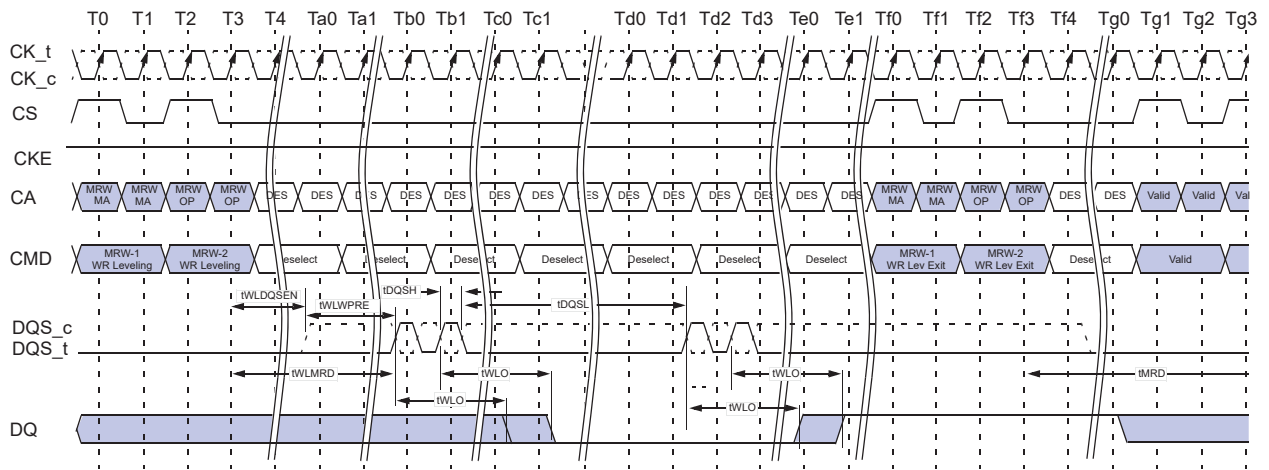 T0 T1 T2 T3 T4 Ta0 Ta1 Tb0 Tb1 Tc0 Tc1 Td0 Td1 Td2 Td3 Te0 Te1 Tf0 Tf1 Tf2 Tf3 Tf4 Tg0 Tg1 Tg2 Tg3
CK_t
CK_c
CS
CKE
MRW MRW MRW MRW MRW MRW MRW MRW
CA DES DES DES DES DES DES DES DES DES DES DES DES DES DES DES DES Valid Valid
MA MA OP OP MA MA OP OP
MRW-1 MRW-2 MRW-1 MRW-2
CMD Deselect Deselect Deselect Deselect Deselect Deselect Deselect Valid
WR Leveling WR Leveling WR Lev Exit WR Lev Exit
tDQSH
tWLDQSEN
tWLWPRE tDQSL
DQS_c
DQS_t
tWLMRD tWLO tWLO tMRD
tWLO tWLO
DQ